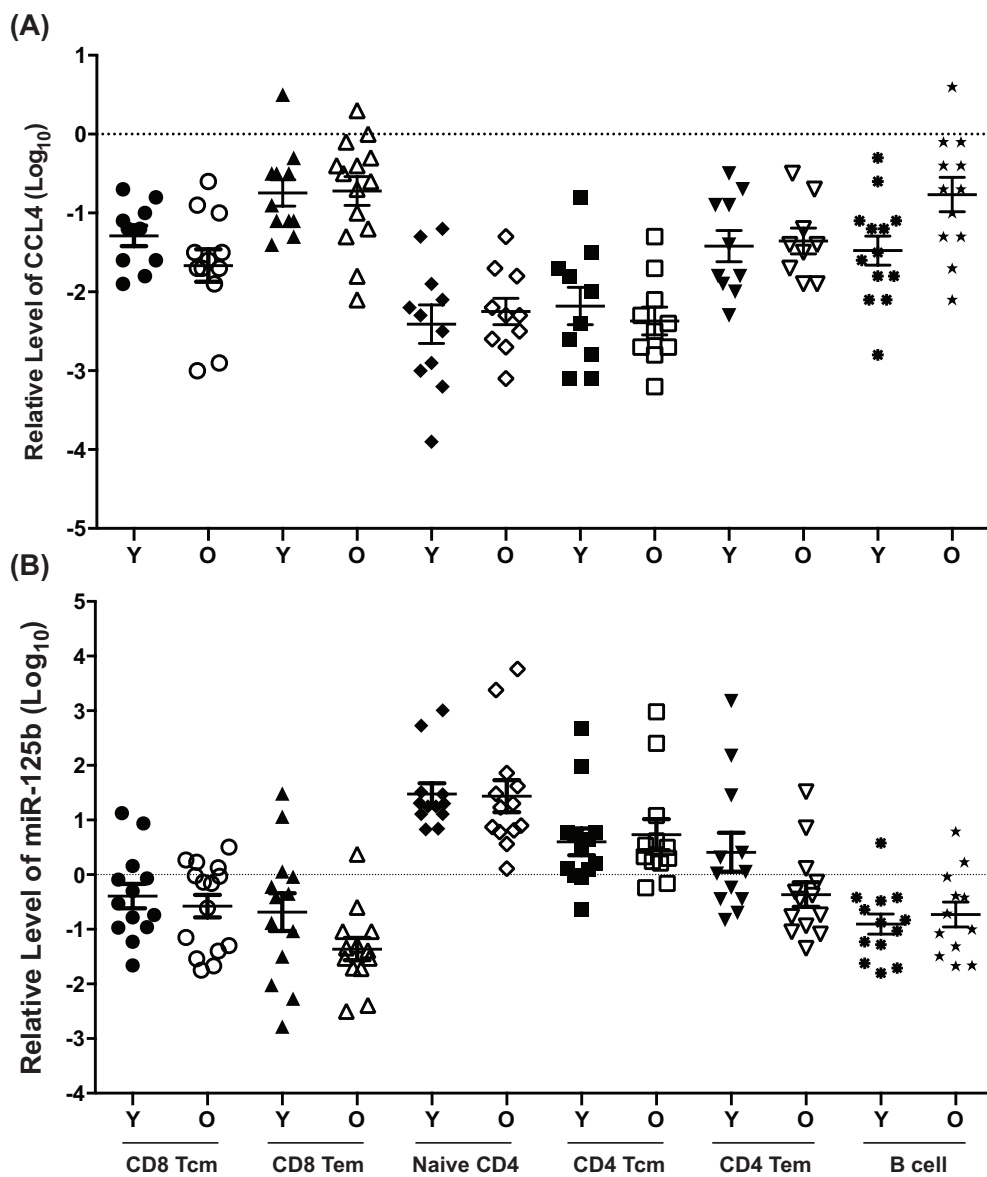 (A)
Relative Level of CCL4 (Log10)
1
0
-1
-2
-3
-4
-5
Y O Y O Y O Y O Y O Y O
(B)
Relative Level of miR-125b (Log10)
5
4
3
2
1
0
-1
-2
-3
-4
Y O Y O Y O Y O Y O Y O
CD8 Tcm CD8 Tem Naive CD4 CD4 Tcm CD4 Tem B cell